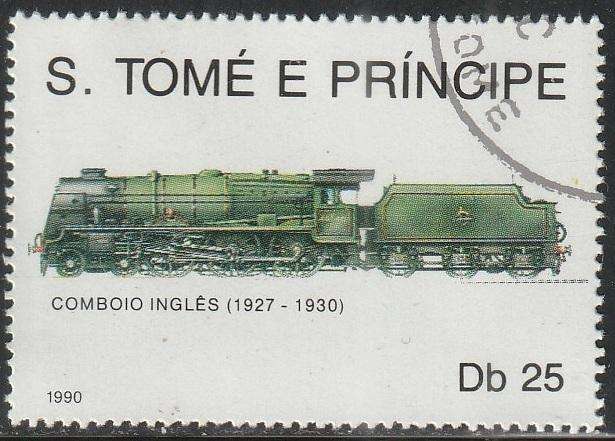 S. TOMÉ E PRÍNCIPE
COMBOIO INGLÊS (1927 - 1930)
1990
Db 25